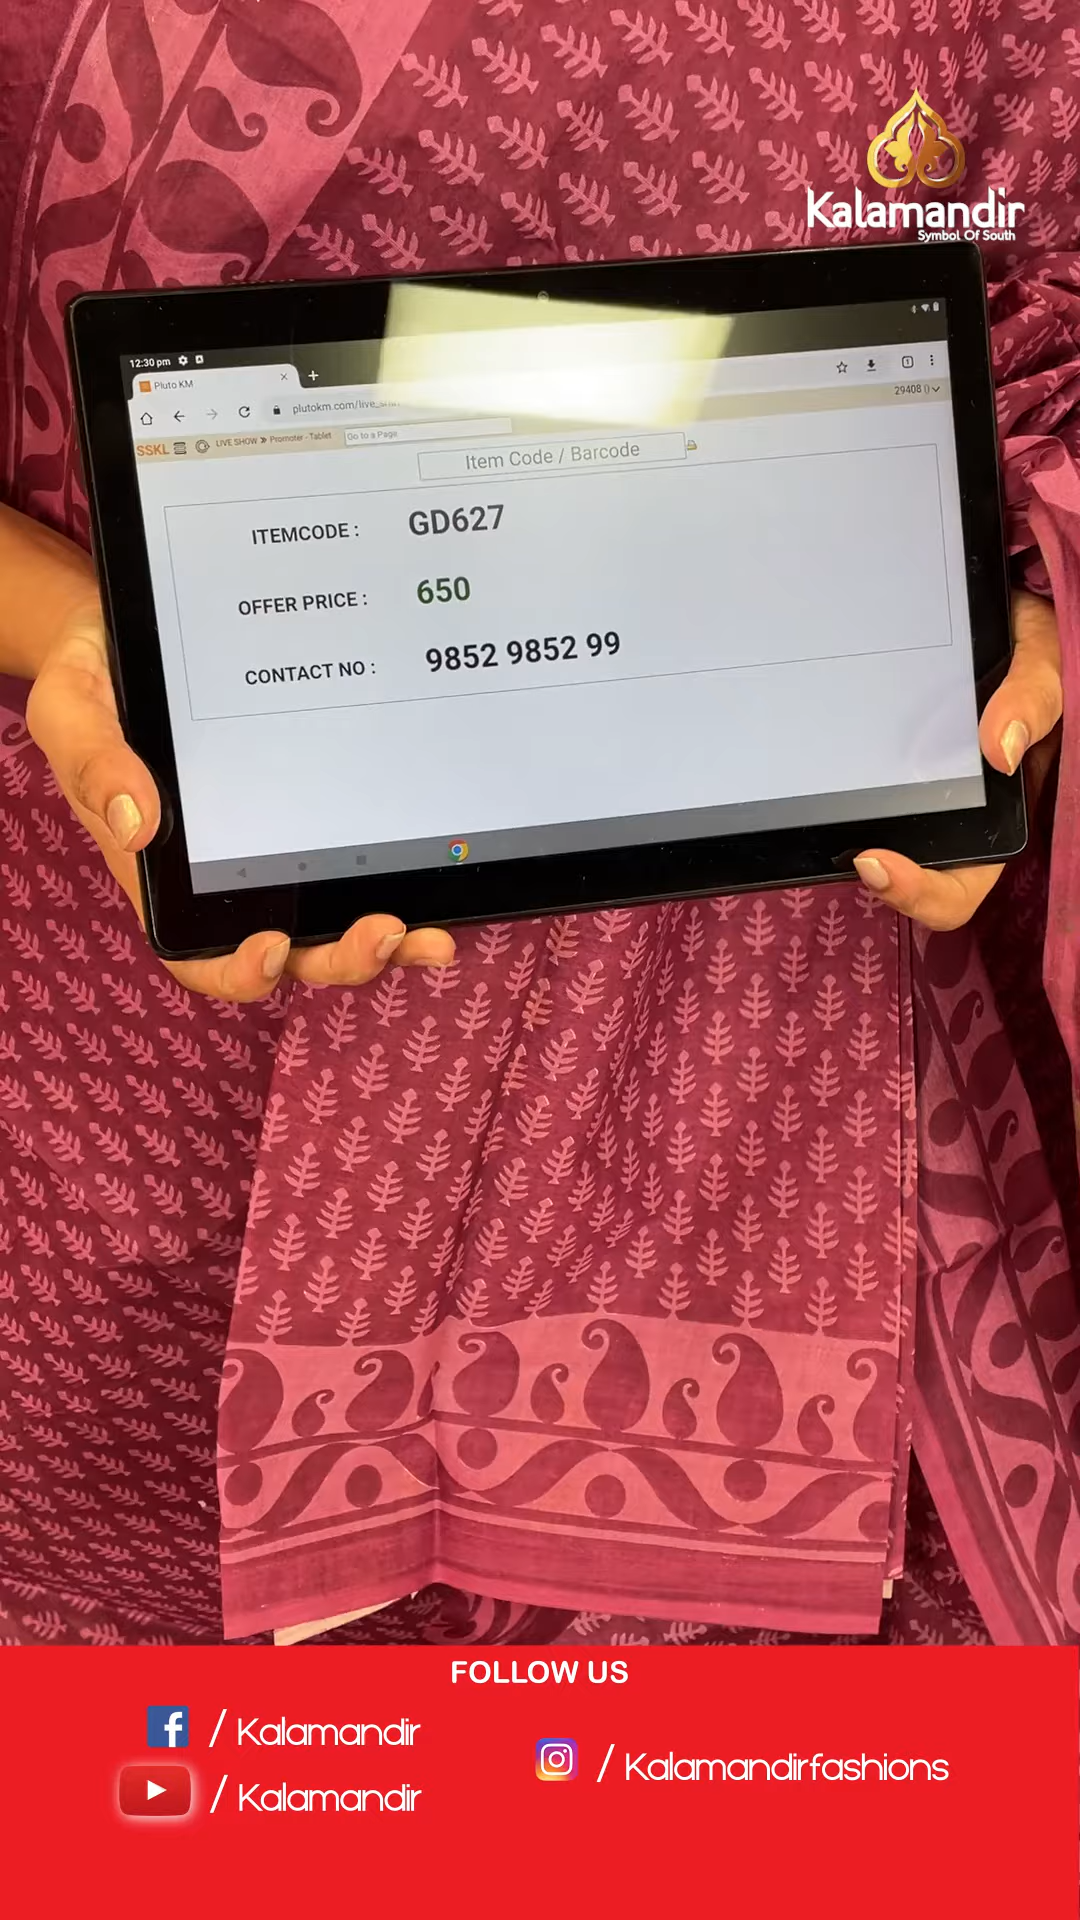 Kalamandir
Symbol Of South
12:30 pm
Pluto KM
plutokm.com/live_
29408 ()
SSKL
LIVE SHOW » Promoter - Tablet
Go to a Page
Item Code / Barcode
ITEMCODE : GD627
OFFER PRICE : 650
CONTACT NO : 9852 9852 99
FOLLOW US
/ Kalamandir
/ Kalamandir
/ Kalamandirfashions